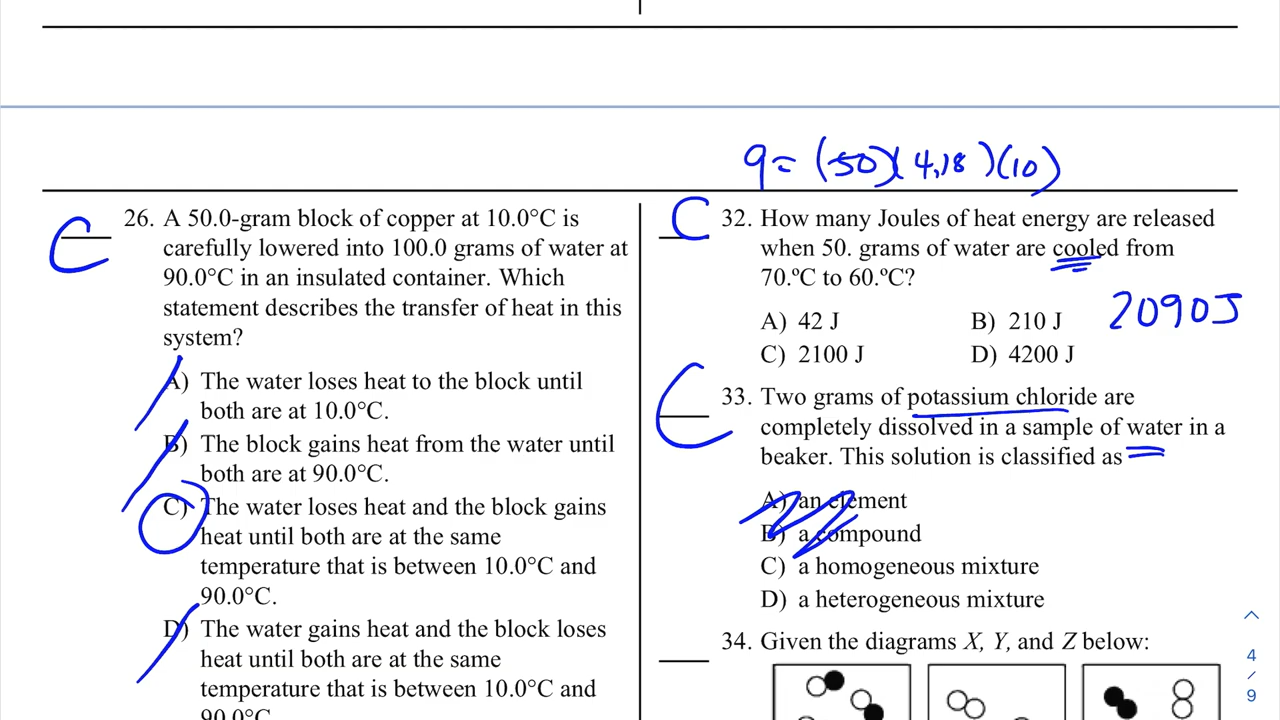 q= (50)(4.18)(10)
C
26. A 50.0-gram block of copper at 10.0°C is
carefully lowered into 100.0 grams of water at
90.0°C in an insulated container. Which
statement describes the transfer of heat in this
system?
A) The water loses heat to the block until
both are at 10.0°C.
B) The block gains heat from the water until
both are at 90.0°C.
C) The water loses heat and the block gains
heat until both are at the same
temperature that is between 10.0°C and
90.0°C.
D) The water gains heat and the block loses
heat until both are at the same
temperature that is between 10.0°C and
90.0°C.
C
32. How many Joules of heat energy are released
when 50. grams of water are cooled from
70.ºC to 60.ºC?
A) 42 J B) 210 J
C) 2100 J D) 4200 J
2090J
C
33. Two grams of potassium chloride are
completely dissolved in a sample of water in a
beaker. This solution is classified as
A) an element
B) a compound
C) a homogeneous mixture
D) a heterogeneous mixture
34. Given the diagrams X, Y, and Z below:
4
/
9